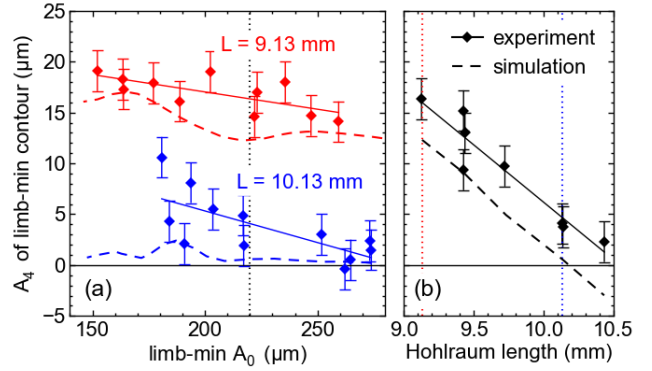 A₄ of limb-min contour (μm)
25
20
15
10
5
0
−5
L = 9.13 mm
L = 10.13 mm
(a)
150 200 250
limb-min A₀ (μm)
experiment
simulation
(b)
9.0 9.5 10.0 10.5
Hohlraum length (mm)